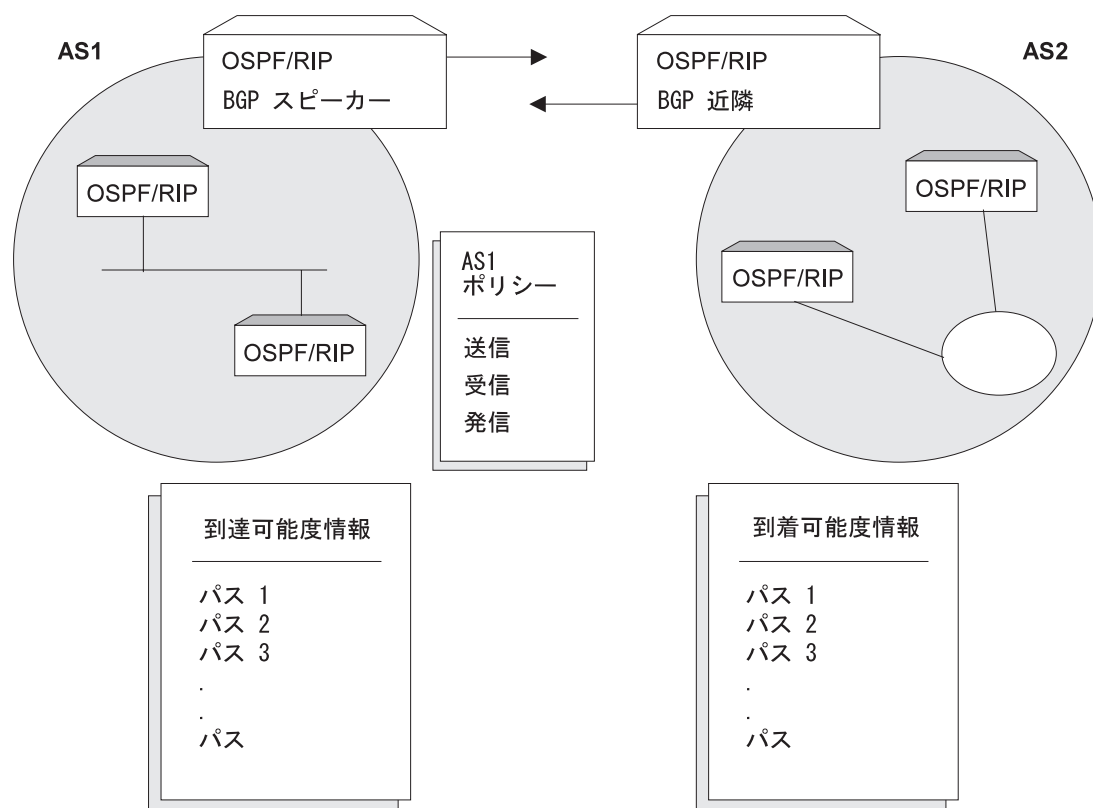 AS1
OSPF/RIP
BGP スピーカー
OSPF/RIP
BGP 近隣
AS2
OSPF/RIP
OSPF/RIP
AS1
ポリシー
送信
受信
発信
OSPF/RIP
OSPF/RIP
到達可能度情報
パス 1
パス 2
パス 3
.
.
パス
到着可能度情報
パス 1
パス 2
パス 3
.
.
パス